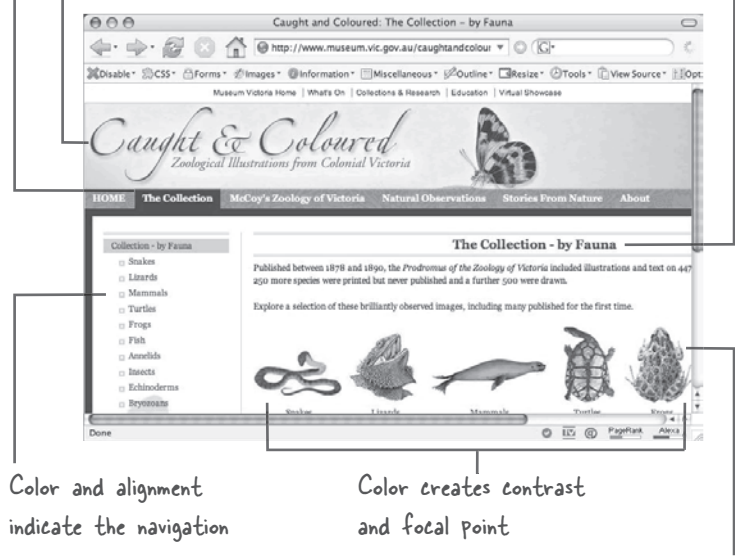 Caught and Coloured: The Collection – by Fauna
http://www.museum.vic.gov.au/caughtandcolour
G
Disable CSS Forms Images Information Miscellaneous Outline Resize Tools View Source Opt
Museum Victoria Home | What's On | Collections & Research | Education | Virtual Showcase
Caught & Coloured
Zoological Illustrations from Colonial Victoria
HOME The Collection McCoy's Zoology of Victoria Natural Observations Stories From Nature About
Collection - by Fauna
Snakes
Lizards
Mammals
Turtles
Frogs
Fish
Annelids
Insects
Echinoderms
Bryozoans
The Collection - by Fauna
Published between 1878 and 1890, the Prodromus of the Zoology of Victoria included illustrations and text on 447
250 more species were printed but never published and a further 500 were drawn.
Explore a selection of these brilliantly observed images, including many published for the first time.
Snakes Lizards Mammals Turtles Frogs
Done
PageRank Alexa
Color and alignment
indicate the navigation
Color creates contrast
and focal point